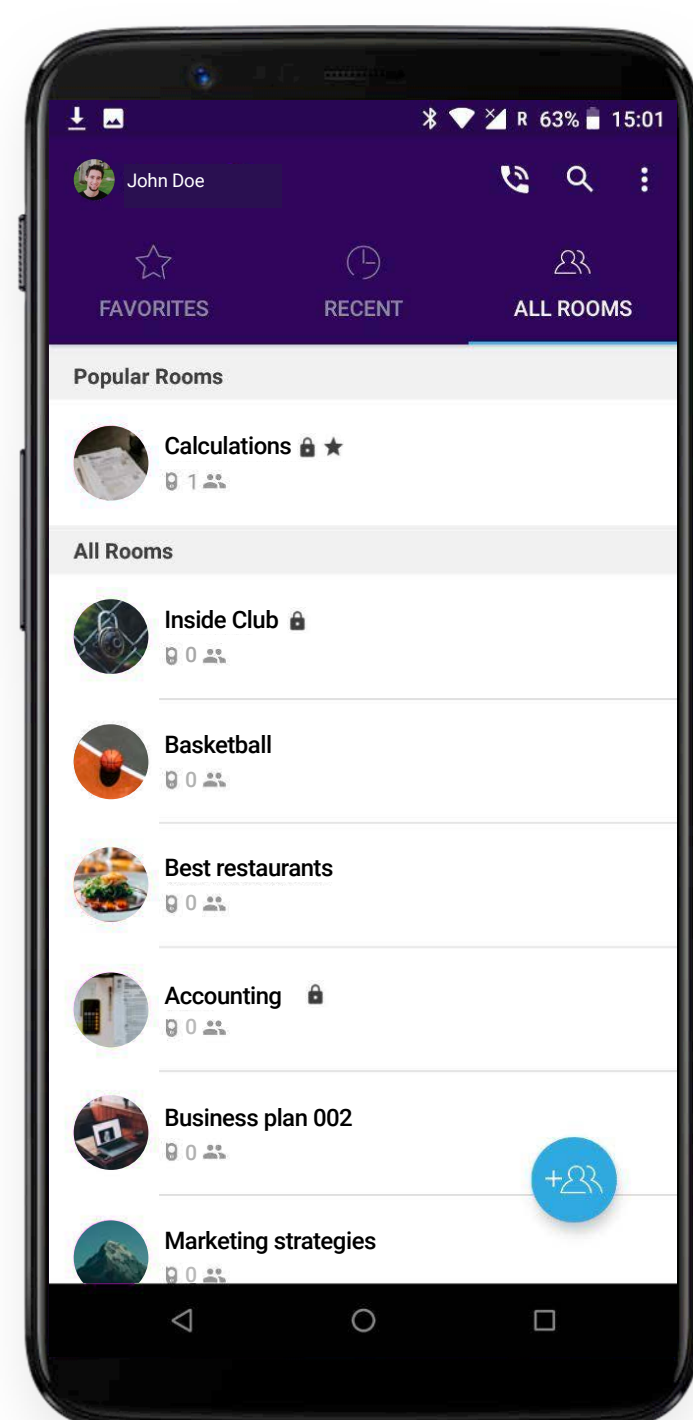 R 63% 15:01
John Doe
FAVORITES RECENT ALL ROOMS
Popular Rooms
Calculations
1
All Rooms
Inside Club
0
Basketball
0
Best restaurants
0
Accounting
0
Business plan 002
0
Marketing strategies
0